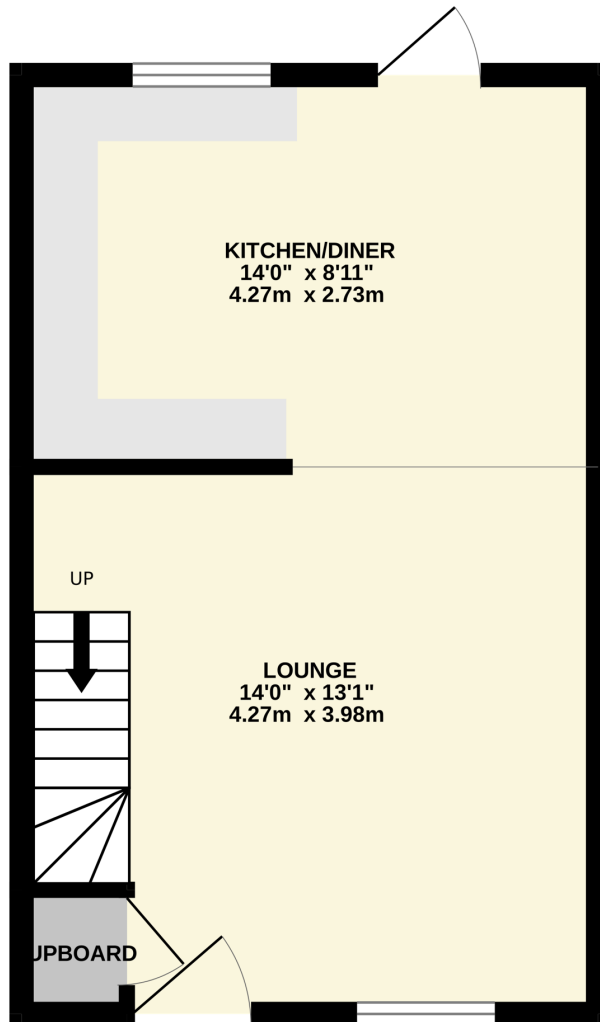 KITCHEN/DINER
14'0" x 8'11"
4.27m x 2.73m
UP
LOUNGE
14'0" x 13'1"
4.27m x 3.98m
UPBOARD